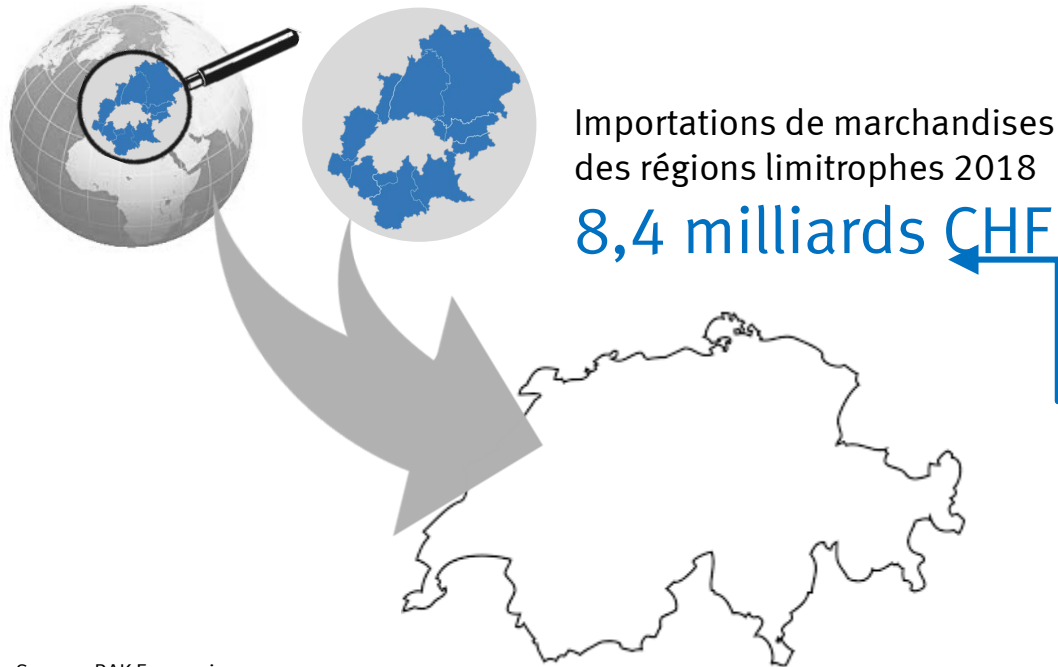 Importations de marchandises
des régions limitrophes 2018
8,4 milliards CHF